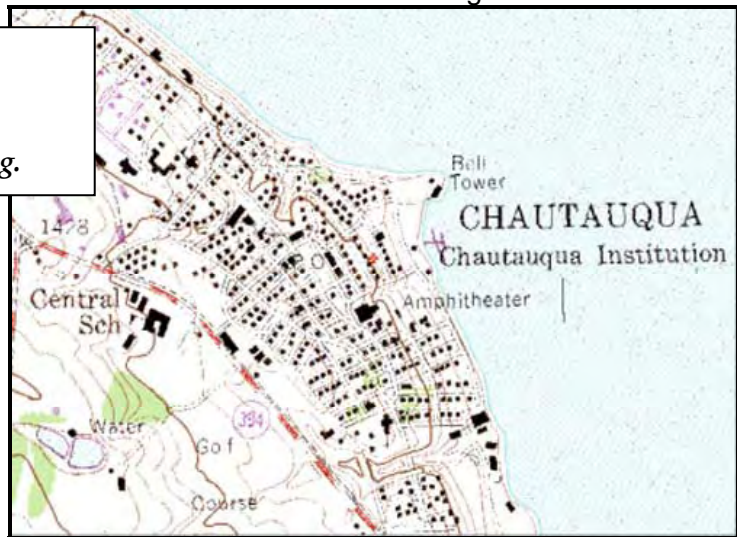 g.
Bell
Tower
CHAUTAUQUA
Chautauqua Institution
1478
P O
Amphitheater
Central
Sch
394
Water
Golf
Course